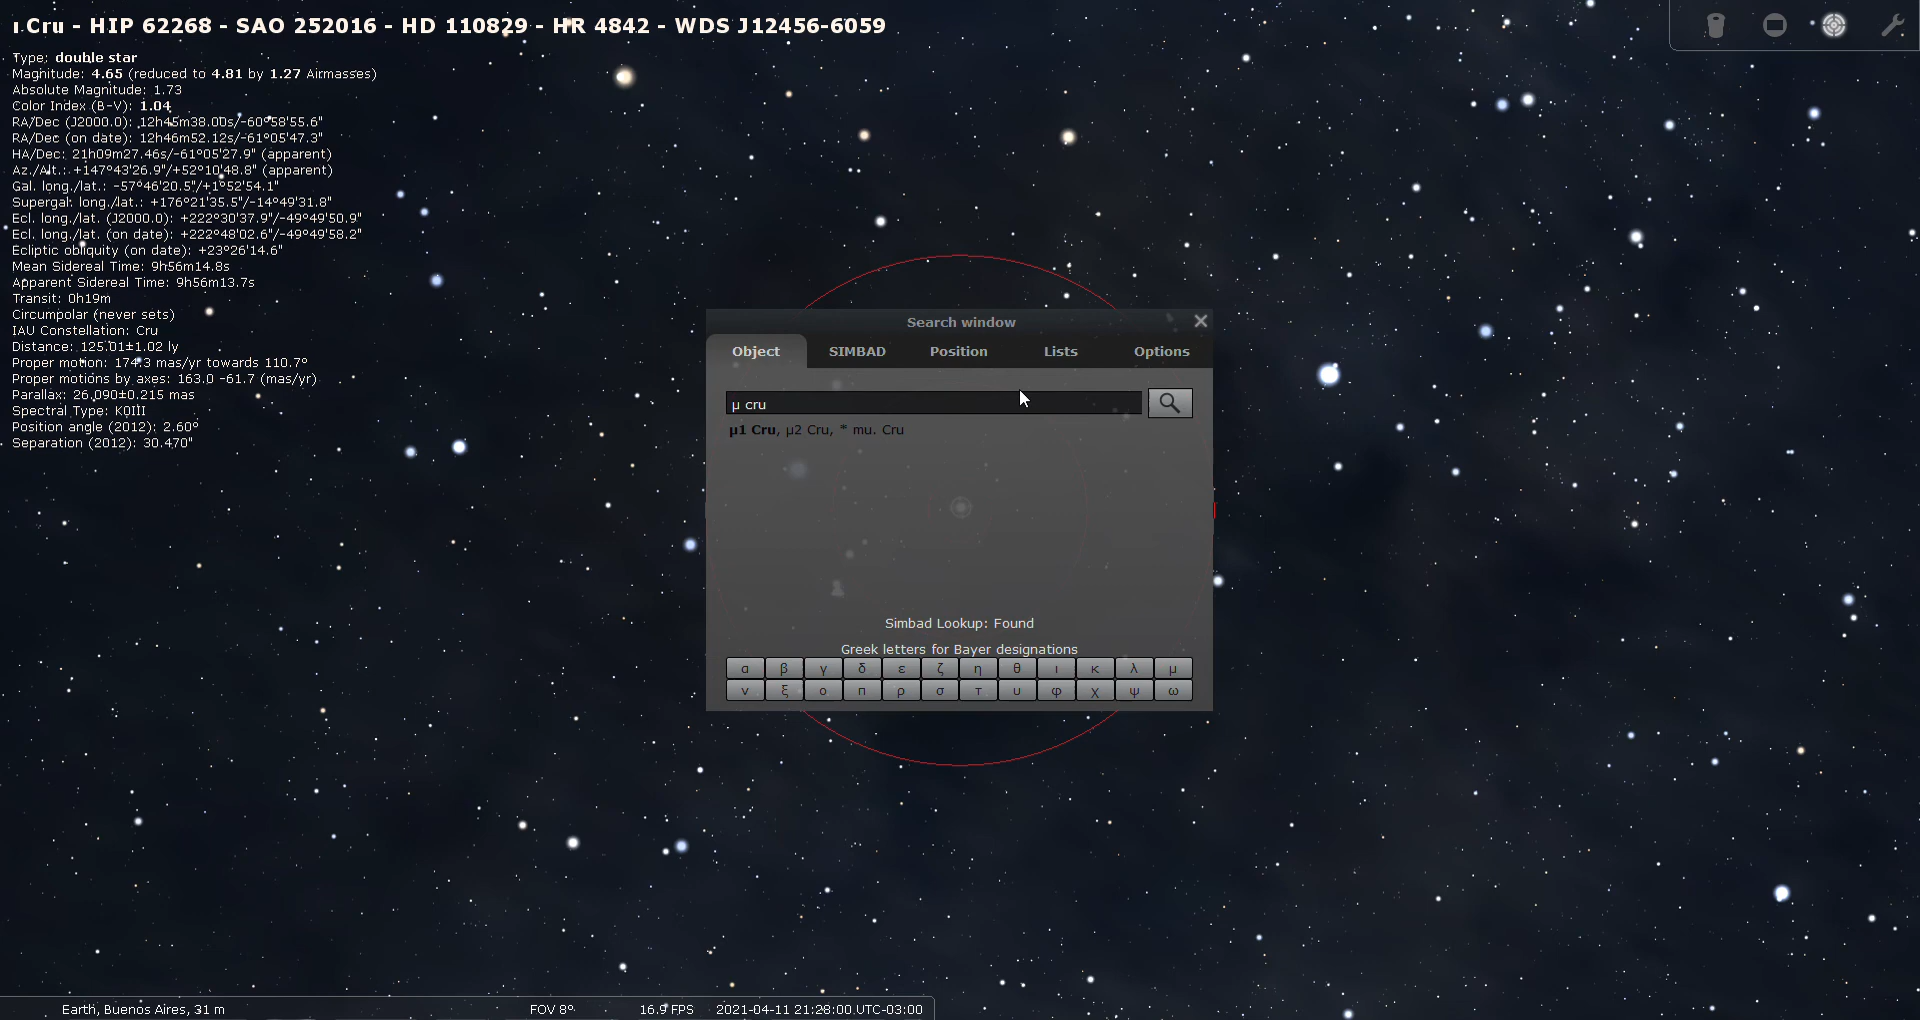 ι Cru - HIP 62268 - SAO 252016 - HD 110829 - HR 4842 - WDS J12456-6059
Type: double star
Magnitude: 4.65 (reduced to 4.81 by 1.27 Airmasses)
Absolute Magnitude: 1.73
Color Index (B-V): 1.04
RA/Dec (J2000.0): 12h45m38.00s/-60°58'55.6"
RA/Dec (on date): 12h46m52.12s/-61°05'47.3"
HA/Dec: 21h09m27.46s/-61°05'27.9" (apparent)
Az./Alt.: +147°43'26.9"/+52°10'48.8" (apparent)
Gal. long./lat.: -57°46'20.5"/+1°52'54.1"
Supergal. long./lat.: +176°21'35.5"/-14°49'31.8"
Ecl. long./lat. (J2000.0): +222°30'37.9"/-49°49'50.9"
Ecl. long./lat. (on date): +222°48'02.6"/-49°49'58.2"
Ecliptic obliquity (on date): +23°26'14.6"
Mean Sidereal Time: 9h56m14.8s
Apparent Sidereal Time: 9h56m13.7s
Transit: 0h19m
Circumpolar (never sets)
IAU Constellation: Cru
Distance: 125.01±1.02 ly
Proper motion: 174.3 mas/yr towards 110.7°
Proper motions by axes: 163.0 -61.7 (mas/yr)
Parallax: 26.090±0.215 mas
Spectral Type: K0III
Position angle (2012): 2.60°
Separation (2012): 30.470"
Search window
Object SIMBAD Position Lists Options
μ cru
μ1 Cru, μ2 Cru, * mu. Cru
Simbad Lookup: Found
Greek letters for Bayer designations
α β γ δ ε ζ η θ ι κ λ μ
ν ξ ο π ρ σ τ υ φ χ ψ ω
Earth, Buenos Aires, 31 m FOV 8° 16.9 FPS 2021-04-11 21:28:00 UTC-03:00